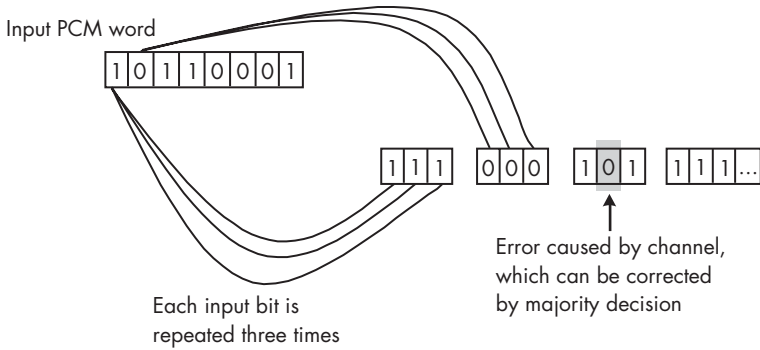 Input PCM word
1 0 1 1 0 0 0 1
1 1 1 0 0 0 1 0 1 1 1 1 ...
Error caused by channel,
which can be corrected
by majority decision
Each input bit is
repeated three times